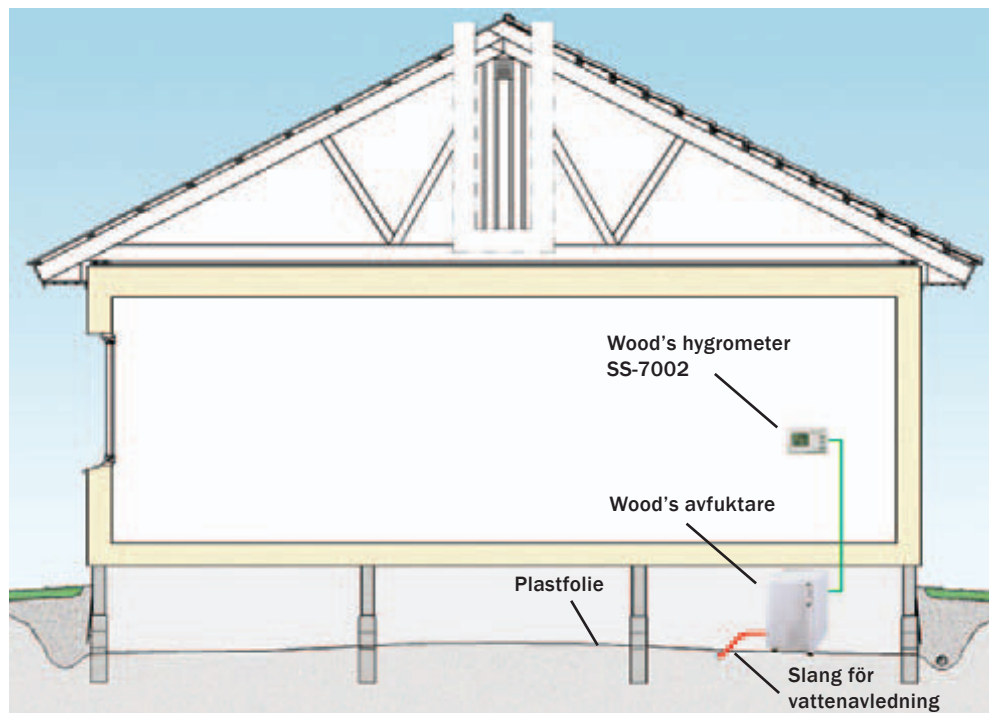 Wood's hygrometer
SS-7002
Wood's avfuktare
Plastfolie
Slang för
vattenavledning